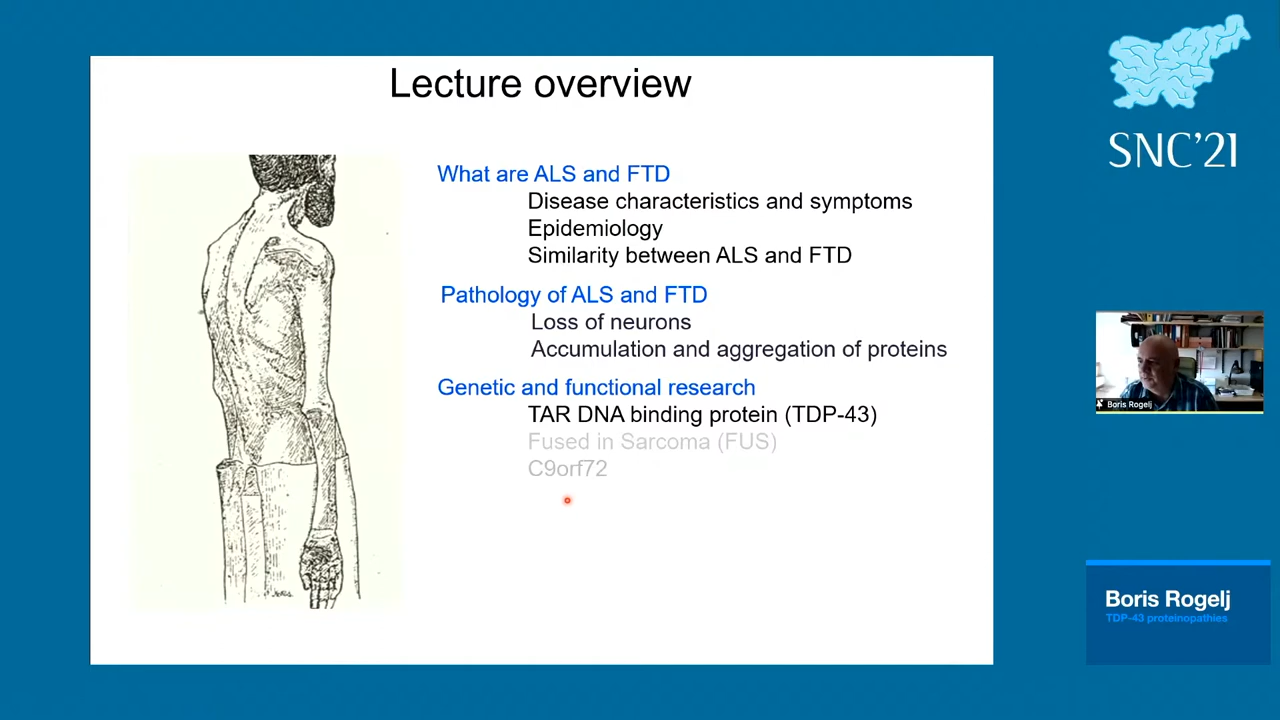 Lecture overview
What are ALS and FTD
Disease characteristics and symptoms
Epidemiology
Similarity between ALS and FTD
Pathology of ALS and FTD
Loss of neurons
Accumulation and aggregation of proteins
Genetic and functional research
TAR DNA binding protein (TDP-43)
Fused in Sarcoma (FUS)
C9orf72
SNC'21
Boris Rogelj
Boris Rogelj
TDP-43 proteinopathies